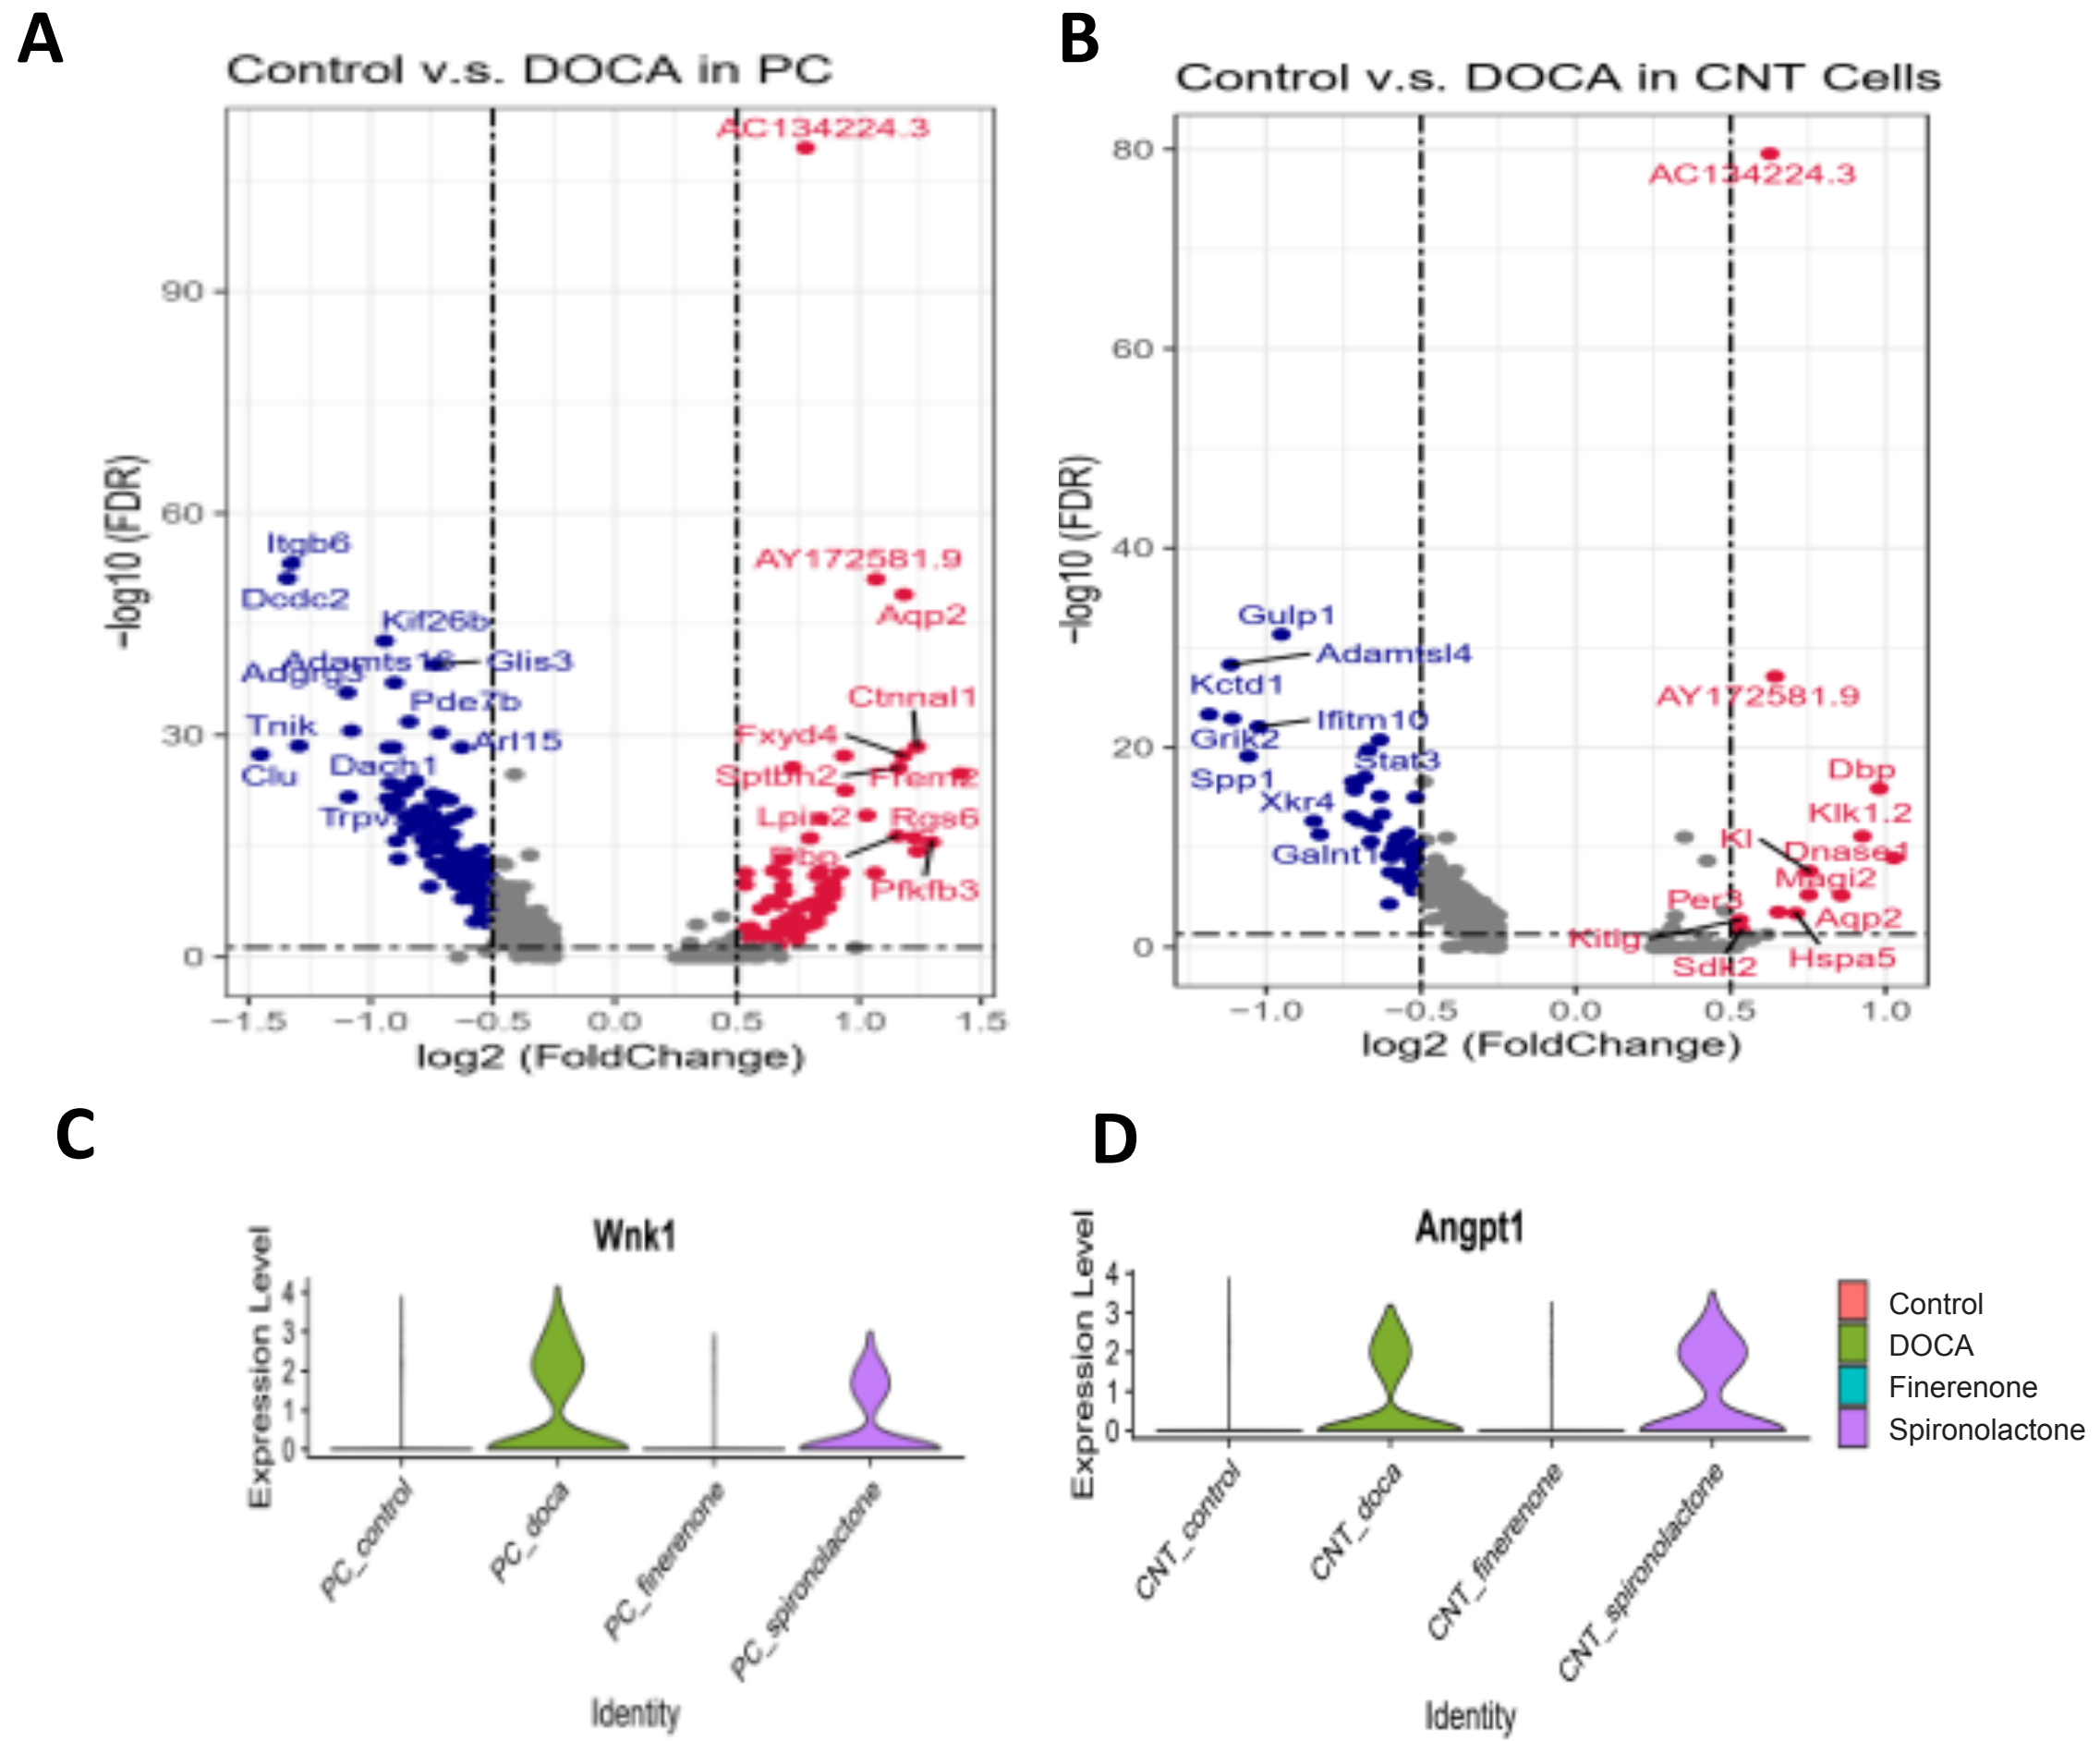 A
Control v.s. DOCA in PC
−log10 (FDR)
90
60
30
0
AC134224.3
Itgb6
Dcdc2
Kif26b
Adamts16
Glis3
Adgrg3
Pde7b
Tnik
Arl15
Clu
Dach1
AY172581.9
Aqp2
Ctnnal1
Fxyd4
Sptbn2
Frem2
Lpin2
Rgs6
Dbp
Pfkfb3
−1.5
−1.0
−0.5
0.0
0.5
1.0
1.5
log2 (FoldChange)
B
Control v.s. DOCA in CNT Cells
−log10 (FDR)
80
60
40
20
0
AC134224.3
Gulp1
Adamtsl4
Kctd1
Ifitm10
Grik2
Stat3
Spp1
Xkr4
Galnt1
AY172581.9
Dbp
Klk1.2
Kl
Dnase1
Magi2
Per3
Aqp2
Sdk2
Hspa5
−1.0
−0.5
0.0
0.5
1.0
log2 (FoldChange)
C
Wnk1
Expression Level
4
3
2
1
0
PC_control
PC_doca
PC_finerenone
PC_spironolactone
Identity
D
Angpt1
Expression Level
4
3
2
1
0
CNT_control
CNT_doca
CNT_finerenone
CNT_spironolactone
Identity
Control
DOCA
Finerenone
Spironolactone